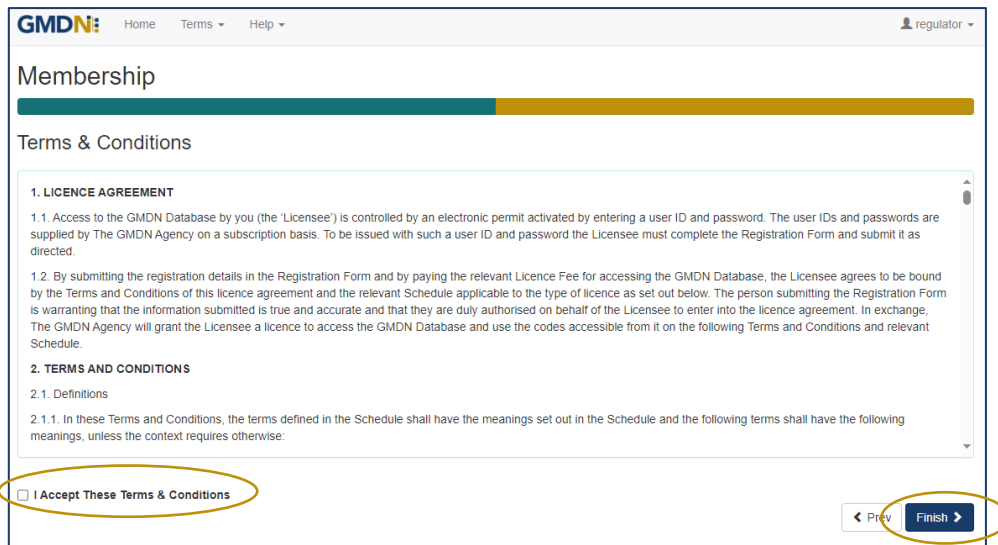 GMDN Home Terms Help regulator
Membership
Terms & Conditions
1. LICENCE AGREEMENT
1.1. Access to the GMDN Database by you (the ‘Licensee’) is controlled by an electronic permit activated by entering a user ID and password. The user IDs and passwords are
supplied by The GMDN Agency on a subscription basis. To be issued with such a user ID and password the Licensee must complete the Registration Form and submit it as
directed.
1.2. By submitting the registration details in the Registration Form and by paying the relevant Licence Fee for accessing the GMDN Database, the Licensee agrees to be bound
by the Terms and Conditions of this licence agreement and the relevant Schedule applicable to the type of licence as set out below. The person submitting the Registration Form
is warranting that the information submitted is true and accurate and that they are duly authorised on behalf of the Licensee to enter into the licence agreement. In exchange,
The GMDN Agency will grant the Licensee a licence to access the GMDN Database and use the codes accessible from it on the following Terms and Conditions and relevant
Schedule.
2. TERMS AND CONDITIONS
2.1. Definitions
2.1.1. In these Terms and Conditions, the terms defined in the Schedule shall have the meanings set out in the Schedule and the following terms shall have the following
meanings, unless the context requires otherwise:
I Accept These Terms & Conditions
Prev Finish